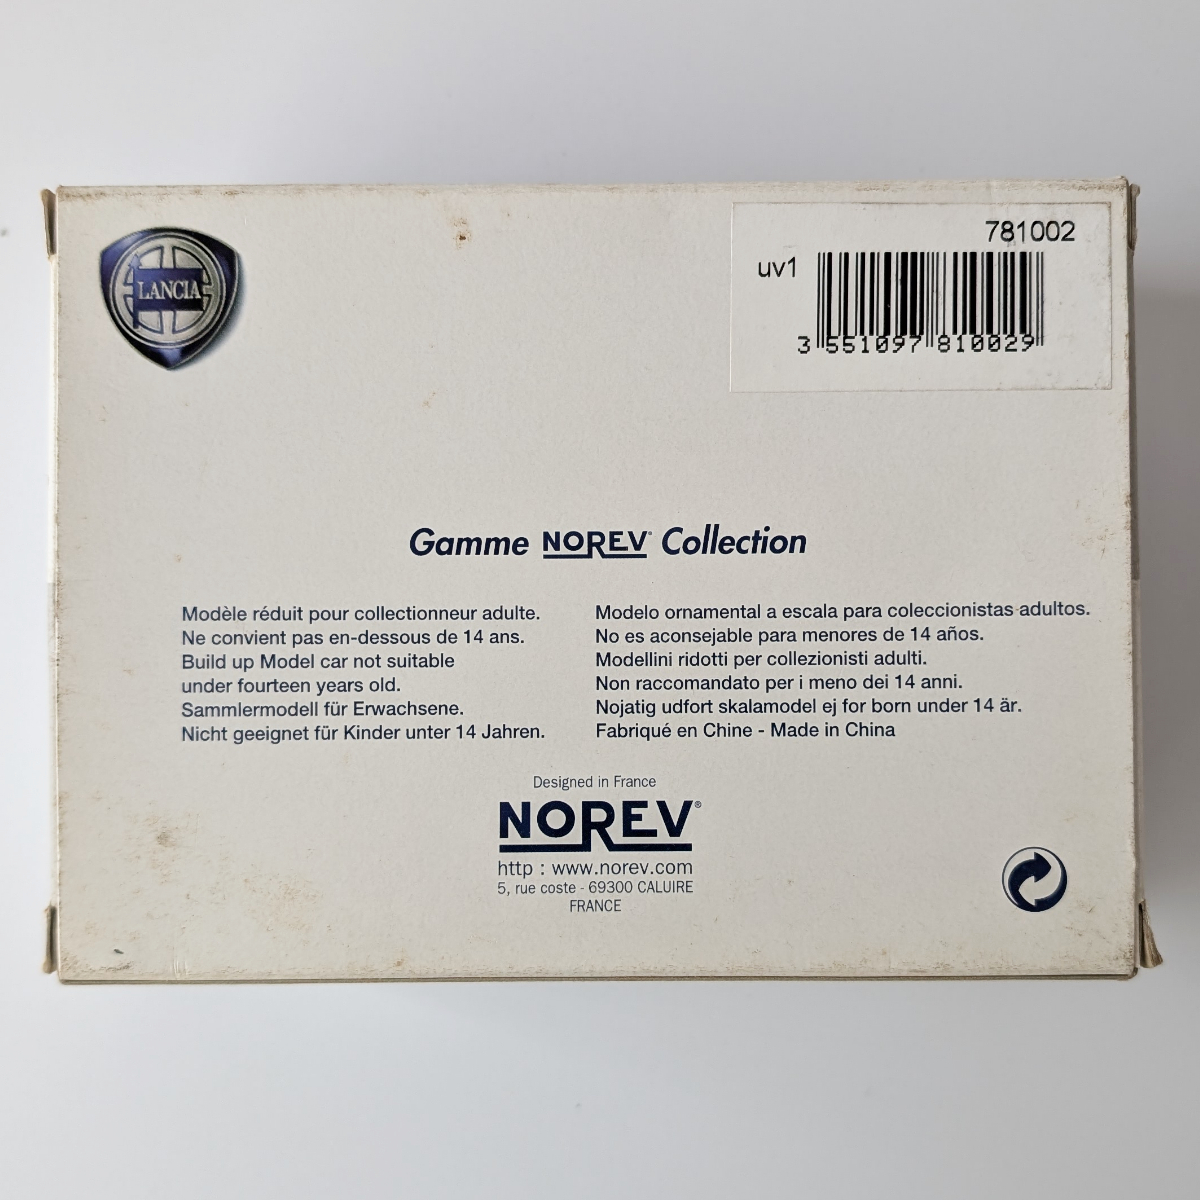 LANCIA
781002
uv1
3 551097 810029
Gamme NOREV® Collection
Modèle réduit pour collectionneur adulte.
Ne convient pas en-dessous de 14 ans.
Build up Model car not suitable
under fourteen years old.
Sammlermodell für Erwachsene.
Nicht geeignet für Kinder unter 14 Jahren.
Modelo ornamental a escala para coleccionistas adultos.
No es aconsejable para menores de 14 años.
Modellini ridotti per collezionisti adulti.
Non raccomandato per i meno dei 14 anni.
Nojatig udfort skalamodel ej for born under 14 är.
Fabriqué en Chine - Made in China
Designed in France
NOREV®
http : www.norev.com
5, rue coste - 69300 CALUIRE
FRANCE